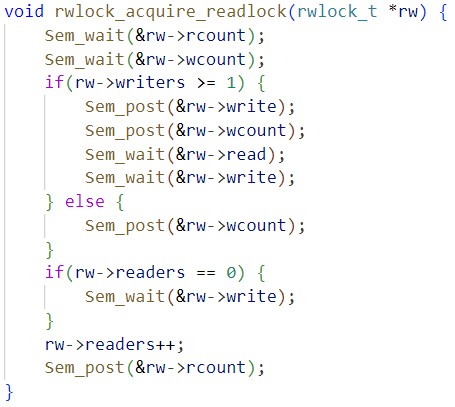 void rwlock_acquire_readlock(rwlock_t *rw) {
    Sem_wait(&rw->rcount);
    Sem_wait(&rw->wcount);
    if(rw->writers >= 1) {
        Sem_post(&rw->write);
        Sem_post(&rw->wcount);
        Sem_wait(&rw->read);
        Sem_wait(&rw->write);
    } else {
        Sem_post(&rw->wcount);
    }
    if(rw->readers == 0) {
        Sem_wait(&rw->write);
    }
    rw->readers++;
    Sem_post(&rw->rcount);
}